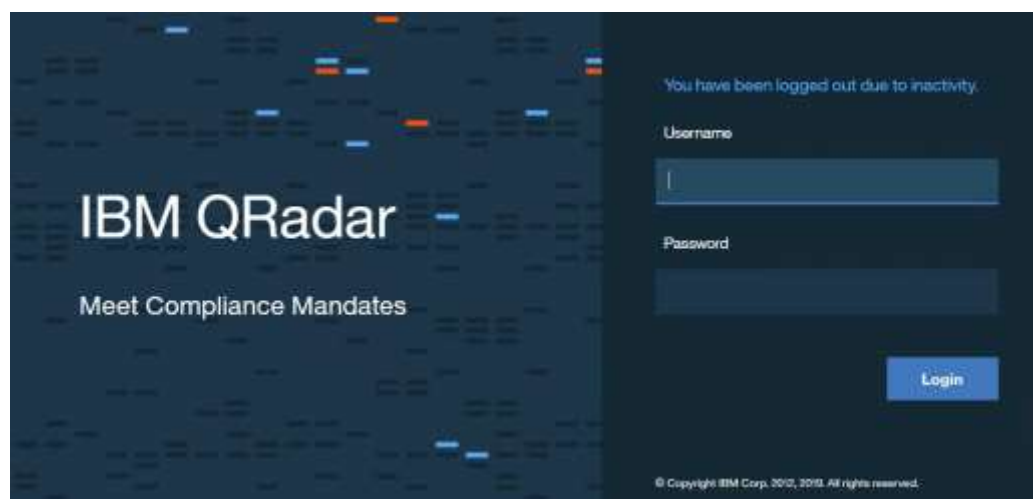 IBM QRadar
Meet Compliance Mandates
You have been logged out due to inactivity.
Username
Password
Login
© Copyright IBM Corp. 2012, 2019. All rights reserved.